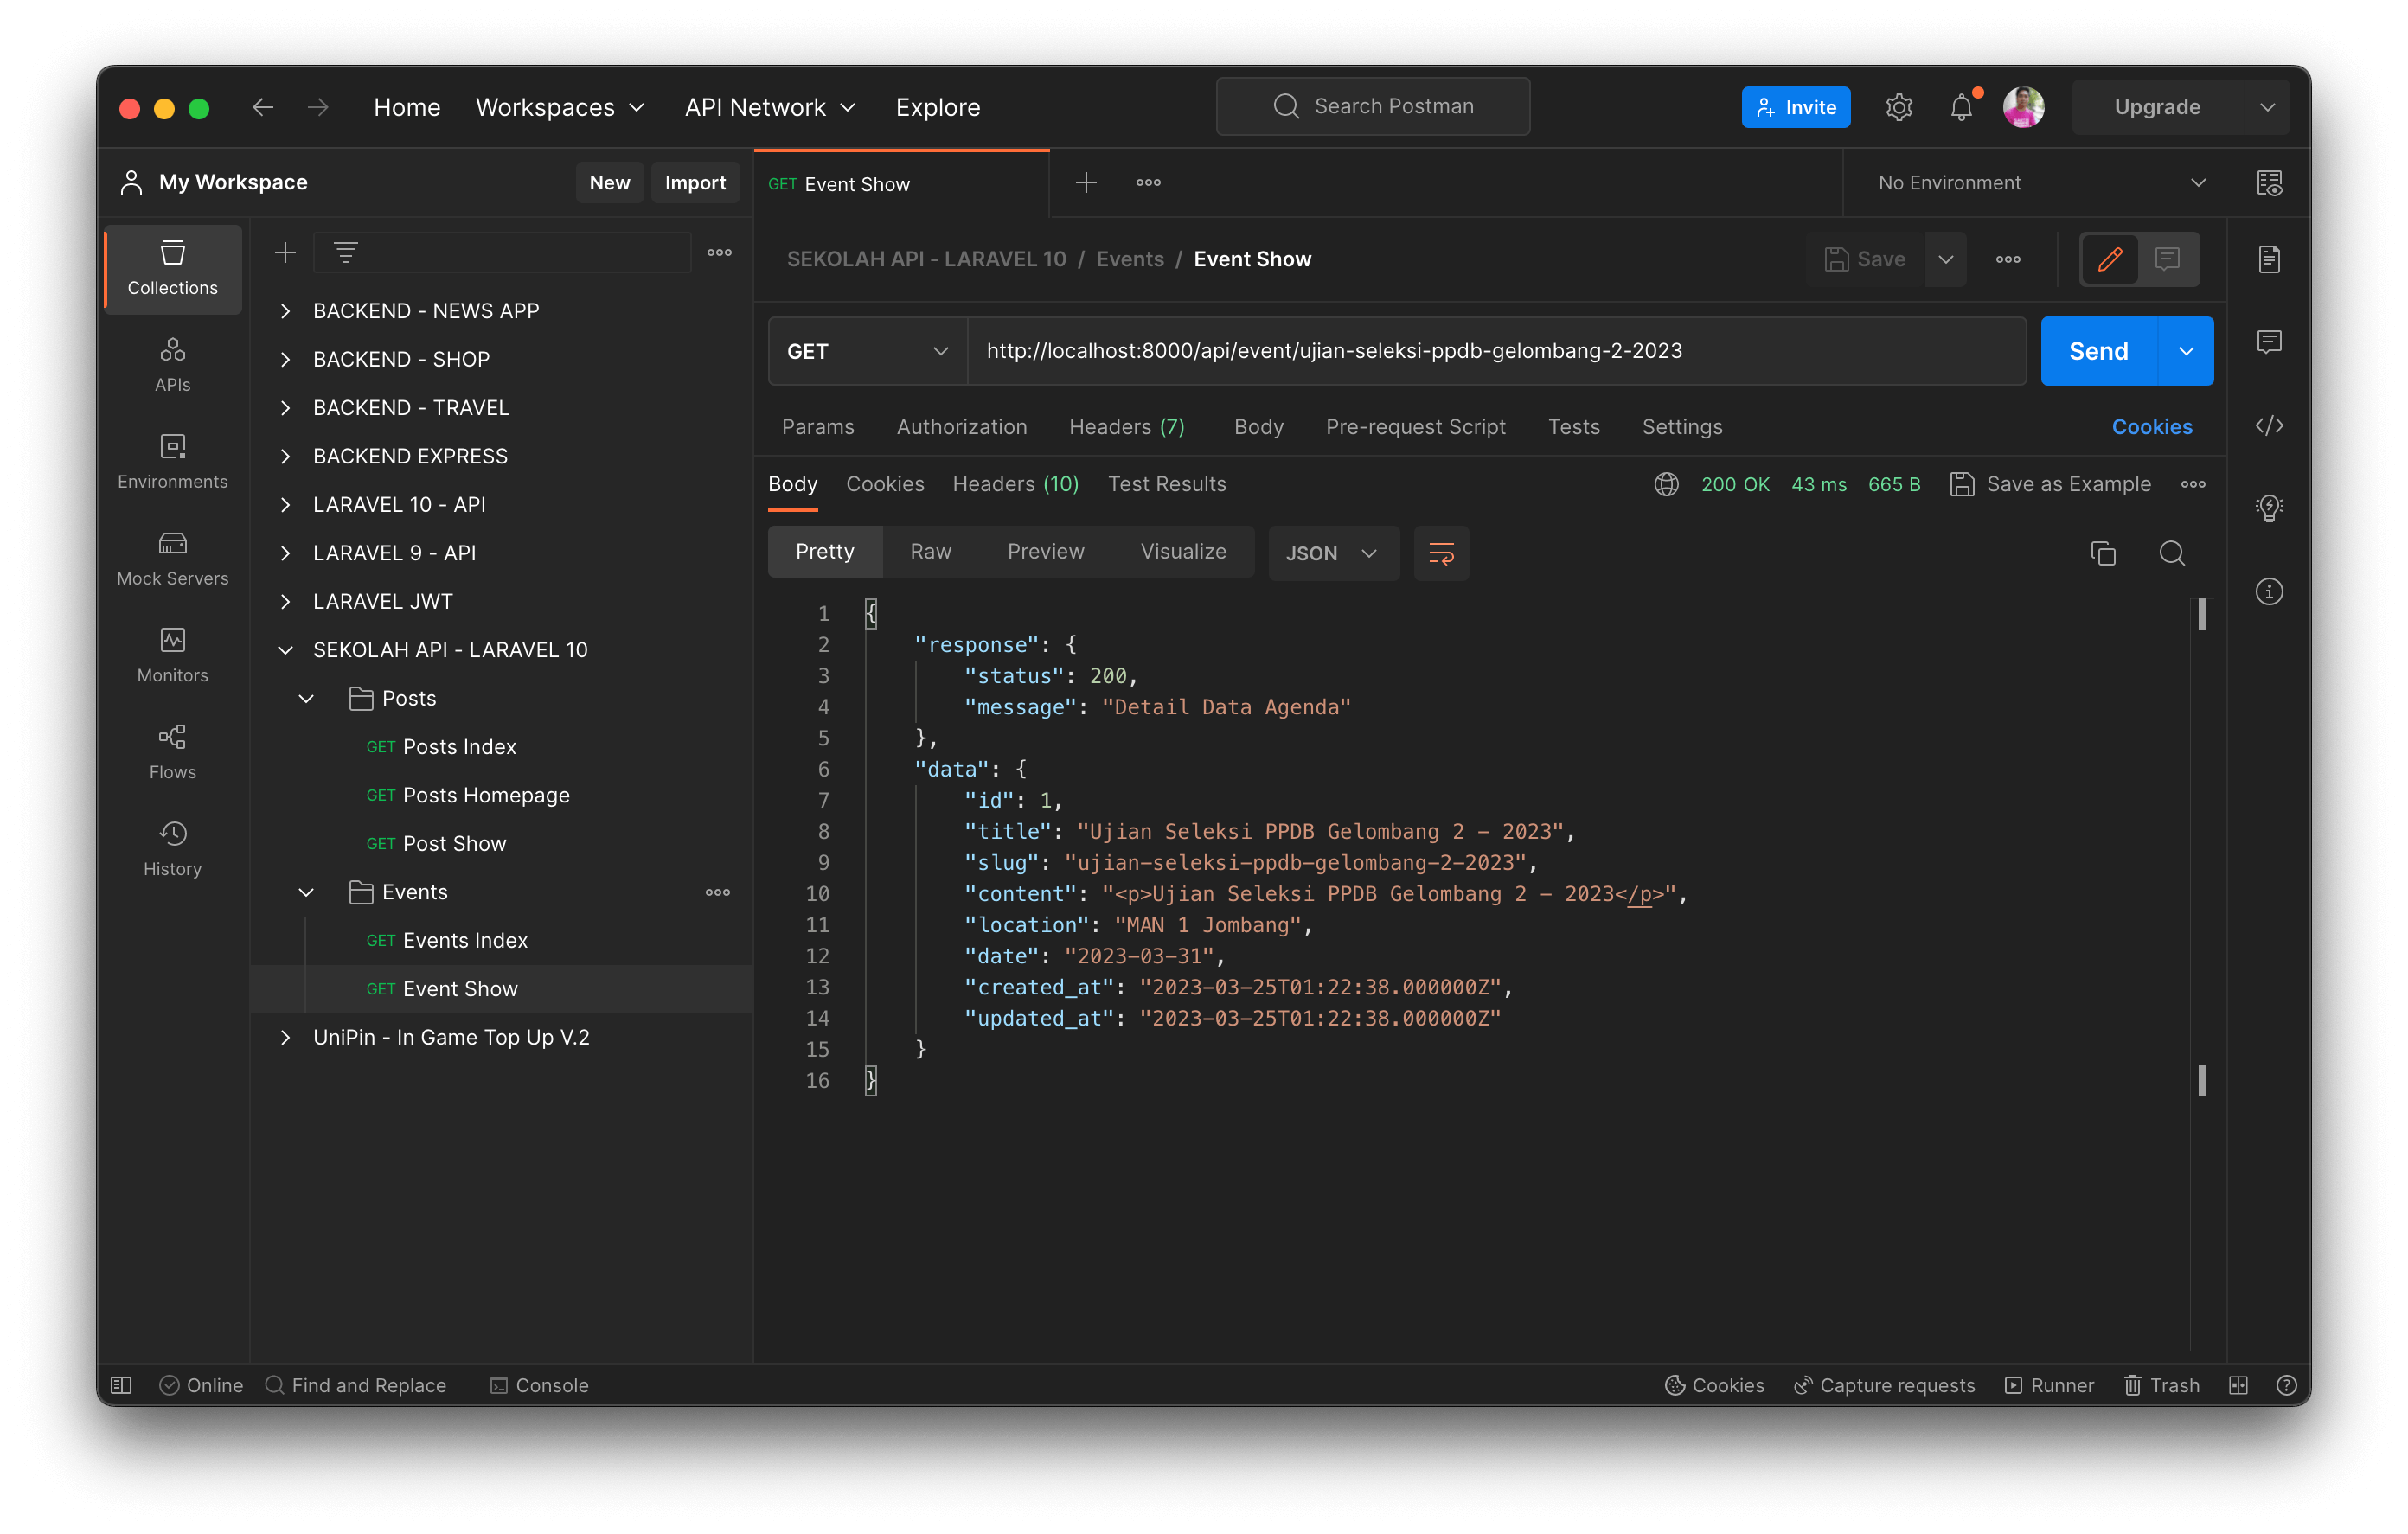 Home Workspaces API Network Explore Search Postman Invite Upgrade
My Workspace New Import
GET Event Show No Environment
Collections
APIs
Environments
Mock Servers
Monitors
Flows
History
BACKEND - NEWS APP
BACKEND - SHOP
BACKEND - TRAVEL
BACKEND EXPRESS
LARAVEL 10 - API
LARAVEL 9 - API
LARAVEL JWT
SEKOLAH API - LARAVEL 10
Posts
GET Posts Index
GET Posts Homepage
GET Post Show
Events
GET Events Index
GET Event Show
UniPin - In Game Top Up V.2
SEKOLAH API - LARAVEL 10 / Events / Event Show Save
GET http://localhost:8000/api/event/ujian-seleksi-ppdb-gelombang-2-2023 Send
Params Authorization Headers (7) Body Pre-request Script Tests Settings Cookies
Body Cookies Headers (10) Test Results 200 OK 43 ms 665 B Save as Example
Pretty Raw Preview Visualize JSON
1 {
2 "response": {
3 "status": 200,
4 "message": "Detail Data Agenda"
5 },
6 "data": {
7 "id": 1,
8 "title": "Ujian Seleksi PPDB Gelombang 2 - 2023",
9 "slug": "ujian-seleksi-ppdb-gelombang-2-2023",
10 "content": "<p>Ujian Seleksi PPDB Gelombang 2 - 2023</p>",
11 "location": "MAN 1 Jombang",
12 "date": "2023-03-31",
13 "created_at": "2023-03-25T01:22:38.000000Z",
14 "updated_at": "2023-03-25T01:22:38.000000Z"
15 }
16 }
Online Find and Replace Console Cookies Capture requests Runner Trash